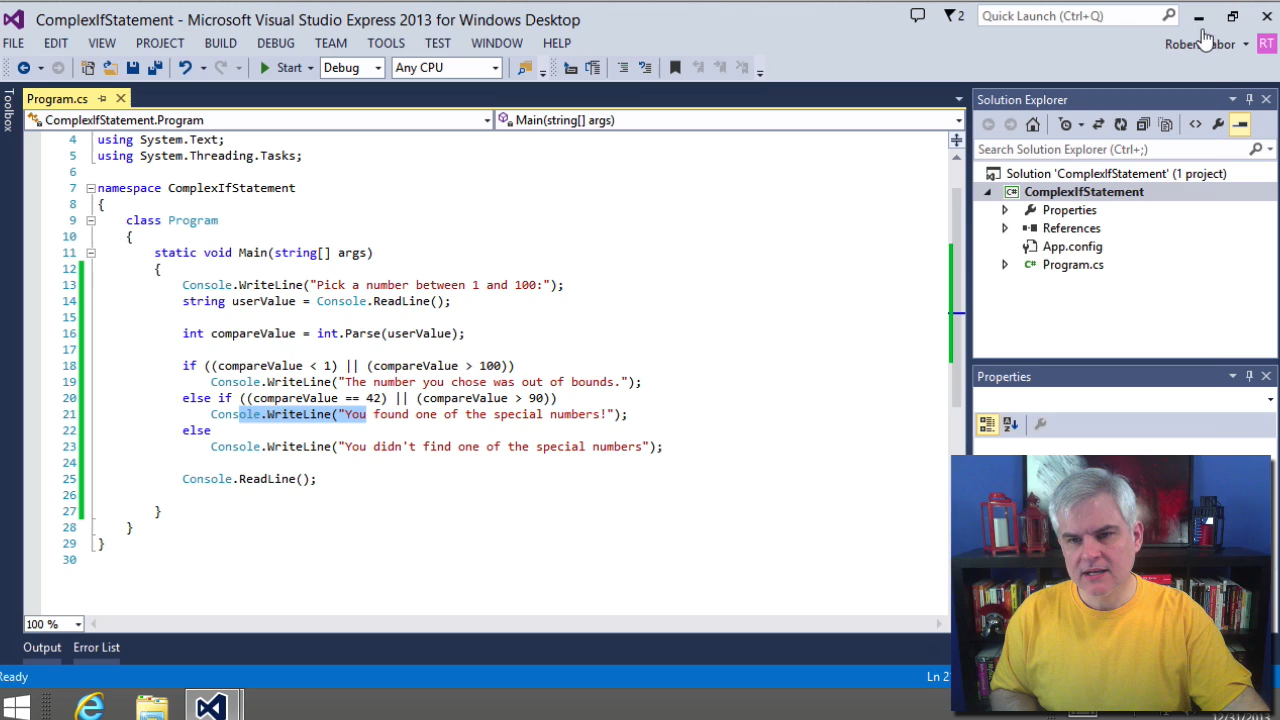 ComplexIfStatement - Microsoft Visual Studio Express 2013 for Windows Desktop
2
Quick Launch (Ctrl+Q)
FILE EDIT VIEW PROJECT BUILD DEBUG TEAM TOOLS TEST WINDOW HELP
RT
Start Debug Any CPU
Toolbox
Program.cs
ComplexIfStatement.Program Main(string[] args)
4 using System.Text;
5 using System.Threading.Tasks;
6
7 namespace ComplexIfStatement
8 {
9 class Program
10 {
11 static void Main(string[] args)
12 {
13 Console.WriteLine("Pick a number between 1 and 100:");
14 string userValue = Console.ReadLine();
15
16 int compareValue = int.Parse(userValue);
17
18 if ((compareValue < 1) || (compareValue > 100))
19 Console.WriteLine("The number you chose was out of bounds.");
20 else if ((compareValue == 42) || (compareValue > 90))
21 Console.WriteLine("You found one of the special numbers!");
22 else
23 Console.WriteLine("You didn't find one of the special numbers");
24
25 Console.ReadLine();
26
27 }
28 }
29 }
30
100 %
Output Error List
Ready
Solution Explorer
Search Solution Explorer (Ctrl+;)
Solution 'ComplexIfStatement' (1 project)
C# ComplexIfStatement
Properties
References
App.config
C# Program.cs
Properties